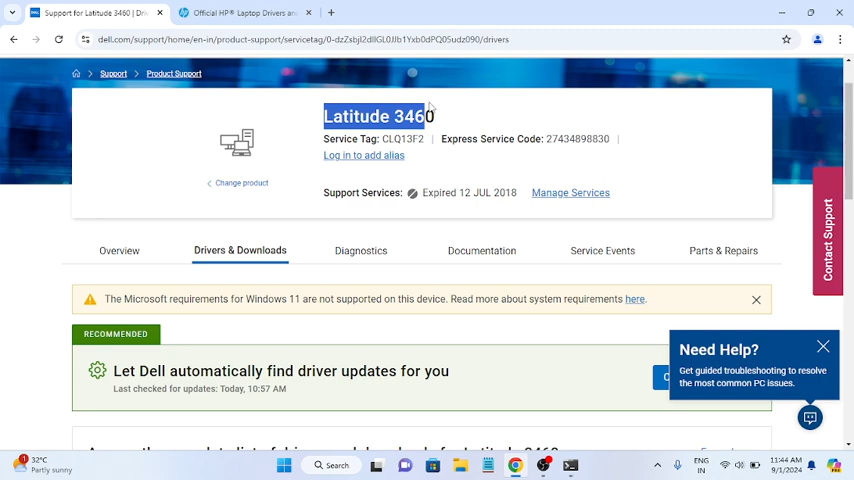 Support for Latitude 3460 | Dri
Official HP® Laptop Drivers an
dell.com/support/home/en-in/product-support/servicetag/0-dzZsbjI2dllGL0JJb1Yxb0dPQ05udz090/drivers
Support
Product Support
Latitude 3460
Service Tag: CLQ13F2 | Express Service Code: 27434898830 |
Log in to add alias
Change product
Support Services: Expired 12 JUL 2018 Manage Services
Contact Support
Overview Drivers & Downloads Diagnostics Documentation Service Events Parts & Repairs
The Microsoft requirements for Windows 11 are not supported on this device. Read more about system requirements here.
RECOMMENDED
Let Dell automatically find driver updates for you
Last checked for updates: Today, 10:57 AM
Need Help?
Get guided troubleshooting to resolve
the most common PC issues.
32°C
Partly sunny
Search
ENG
IN
11:44 AM
9/1/2024